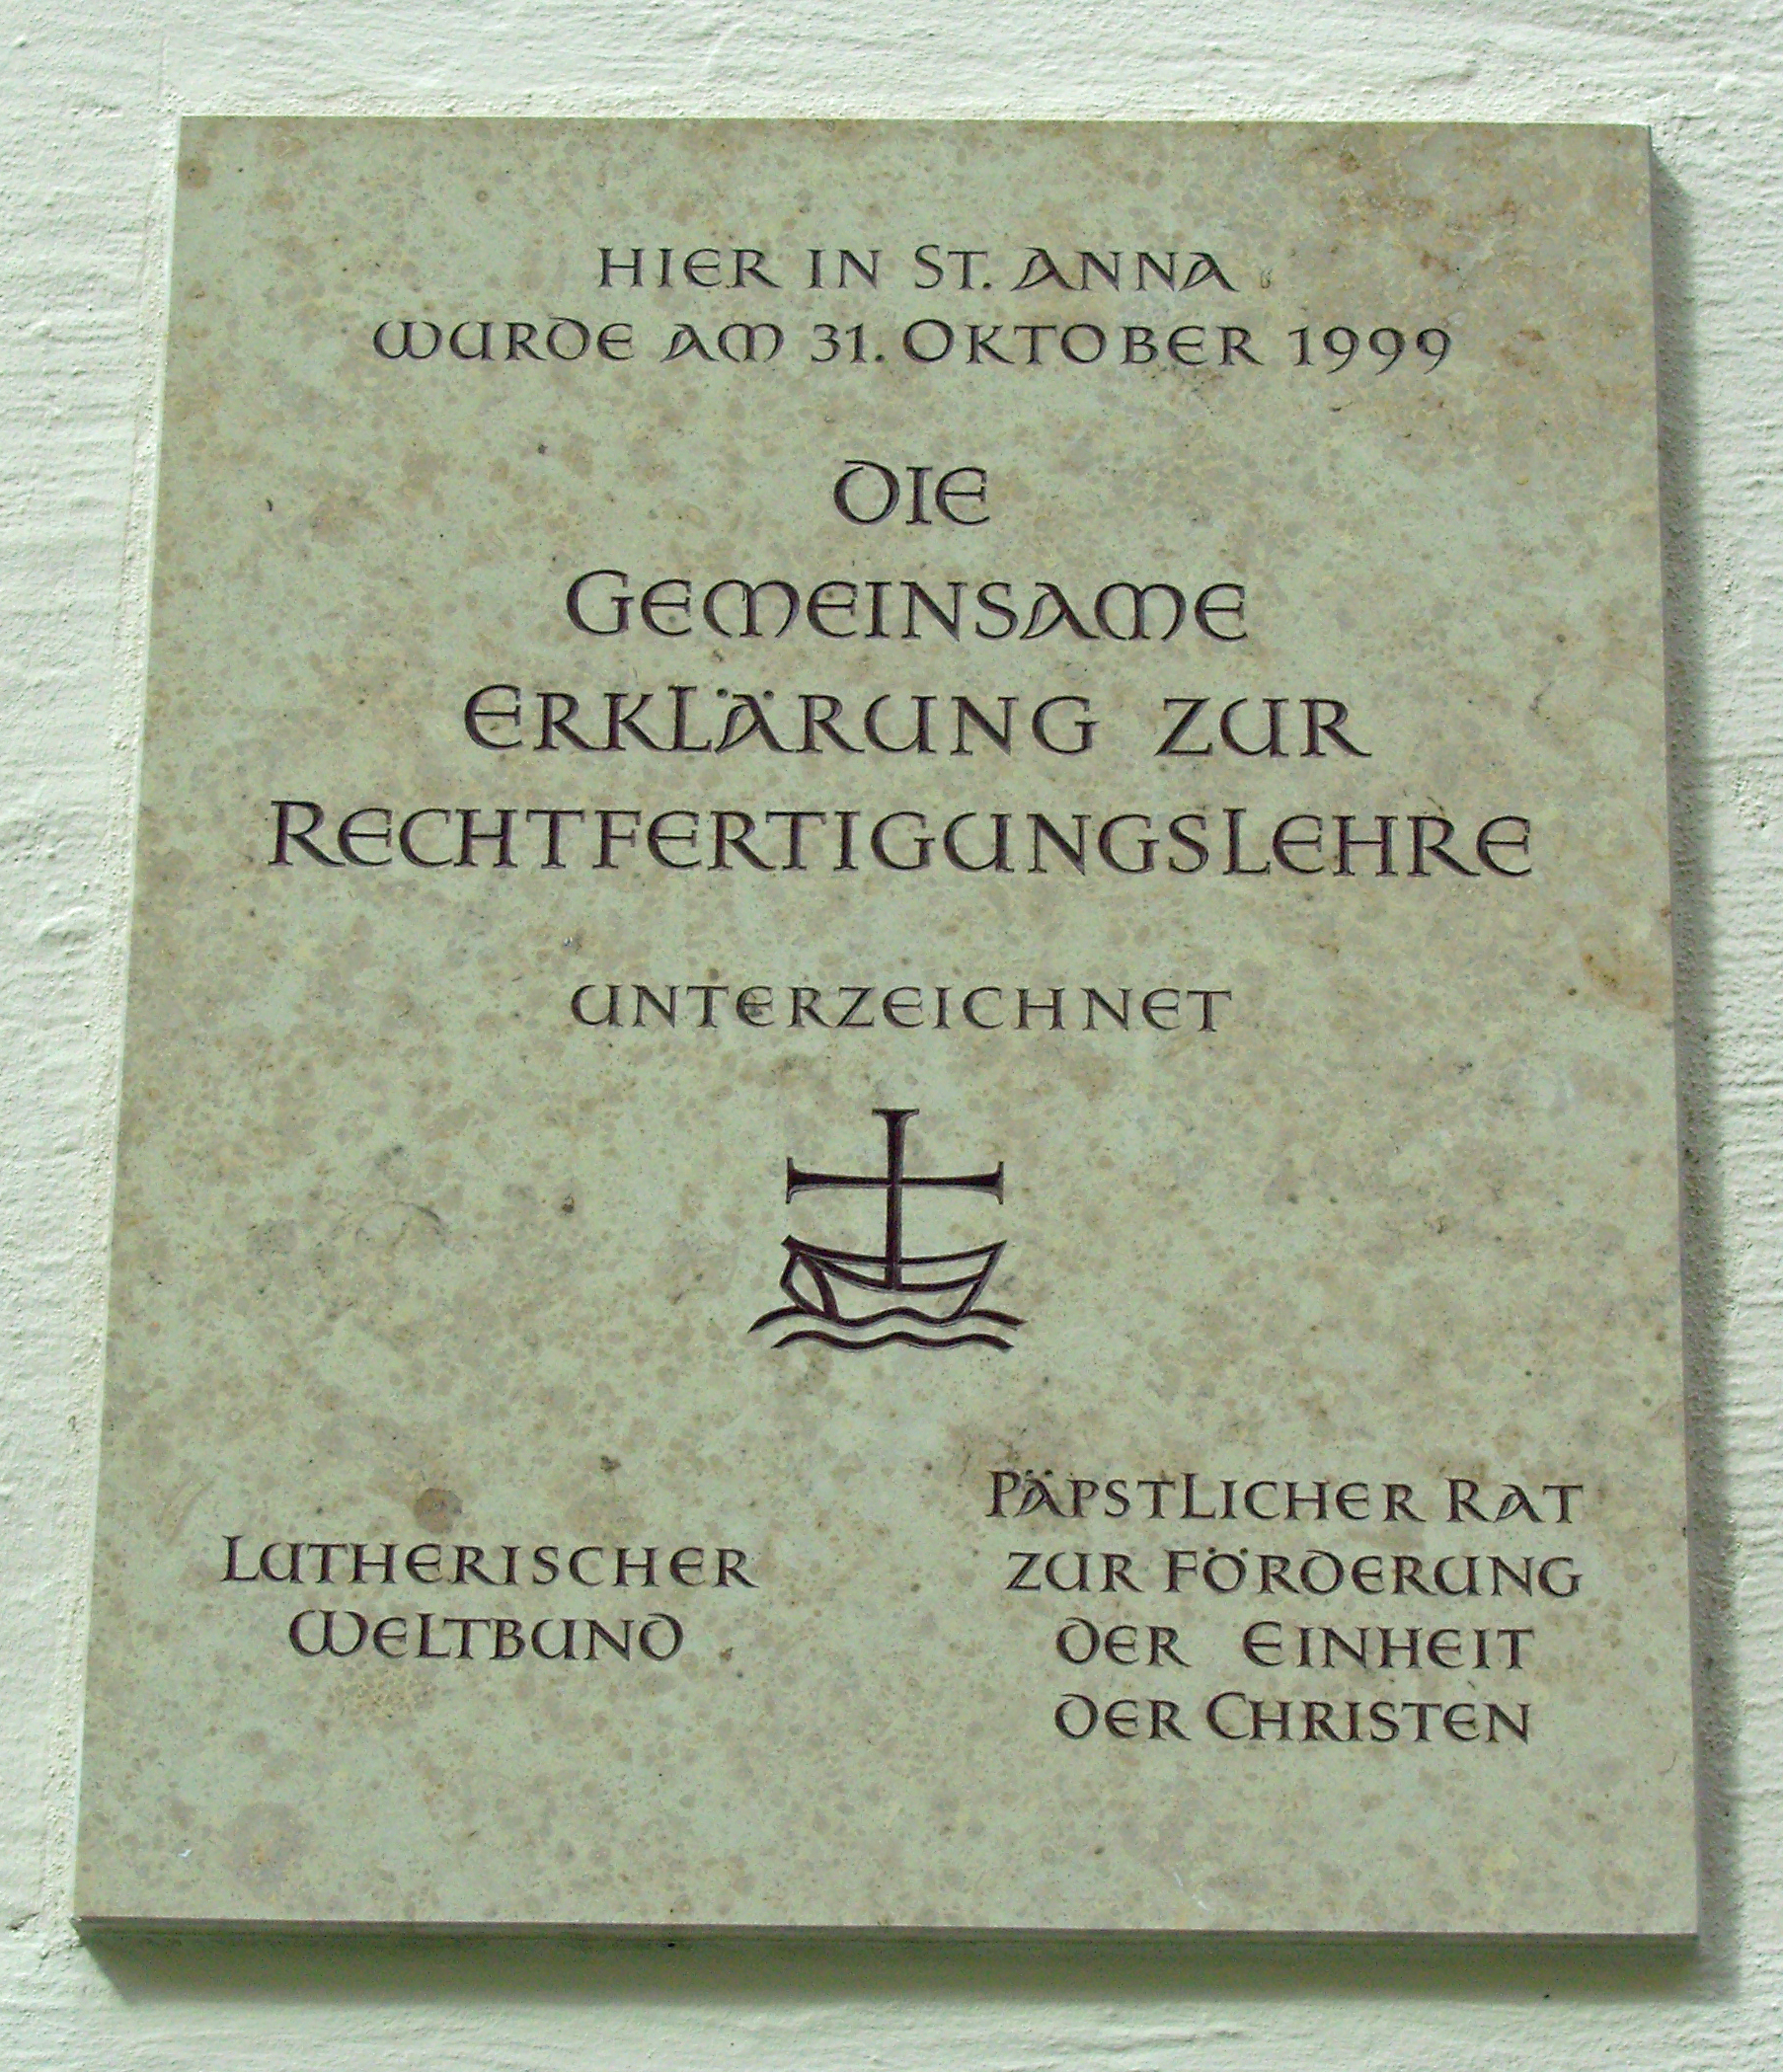 HIER IN ST. ANNA
WURDE AM 31. OKTOBER 1999
DIE
GEMEINSAME
ERKLÄRUNG ZUR
RECHTFERTIGUNGSLEHRE
UNTERZEICHNET
LUTHERISCHER
WELTBUND
PÄPSTLICHER RAT
ZUR FÖRDERUNG
DER EINHEIT
DER CHRISTEN